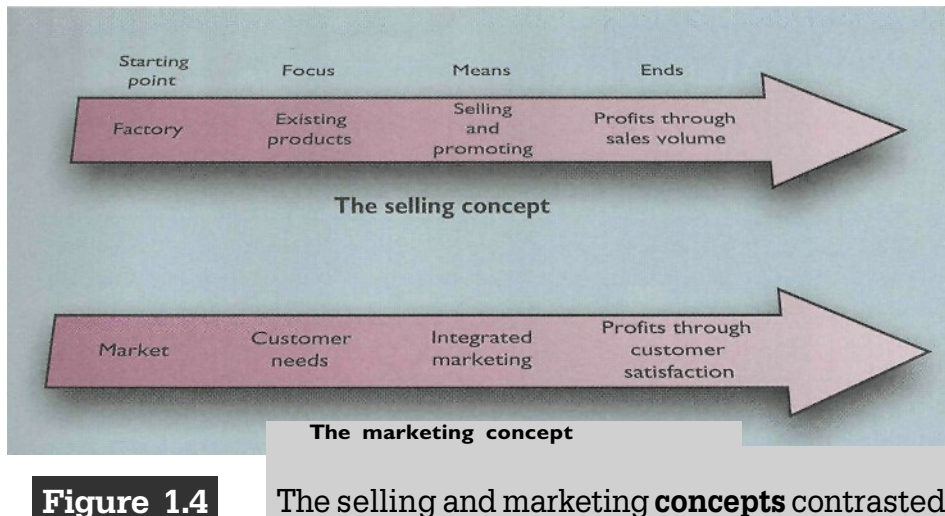 Starting point
Focus
Means
Ends
Factory
Existing products
Selling and promoting
Profits through sales volume
The selling concept
Market
Customer needs
Integrated marketing
Profits through customer satisfaction
The marketing concept
Figure 1.4
The selling and marketing concepts contrasted